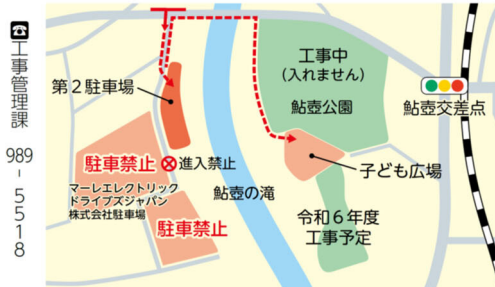 ☎工事管理課 989-5518
工事中
(入れません)
鮎壺公園
鮎壺交差点
第2駐車場
駐車禁止
進入禁止
マーレエレクトリック
ドライブズジャパン
株式会社駐車場
駐車禁止
鮎壺の滝
子ども広場
令和6年度
工事予定